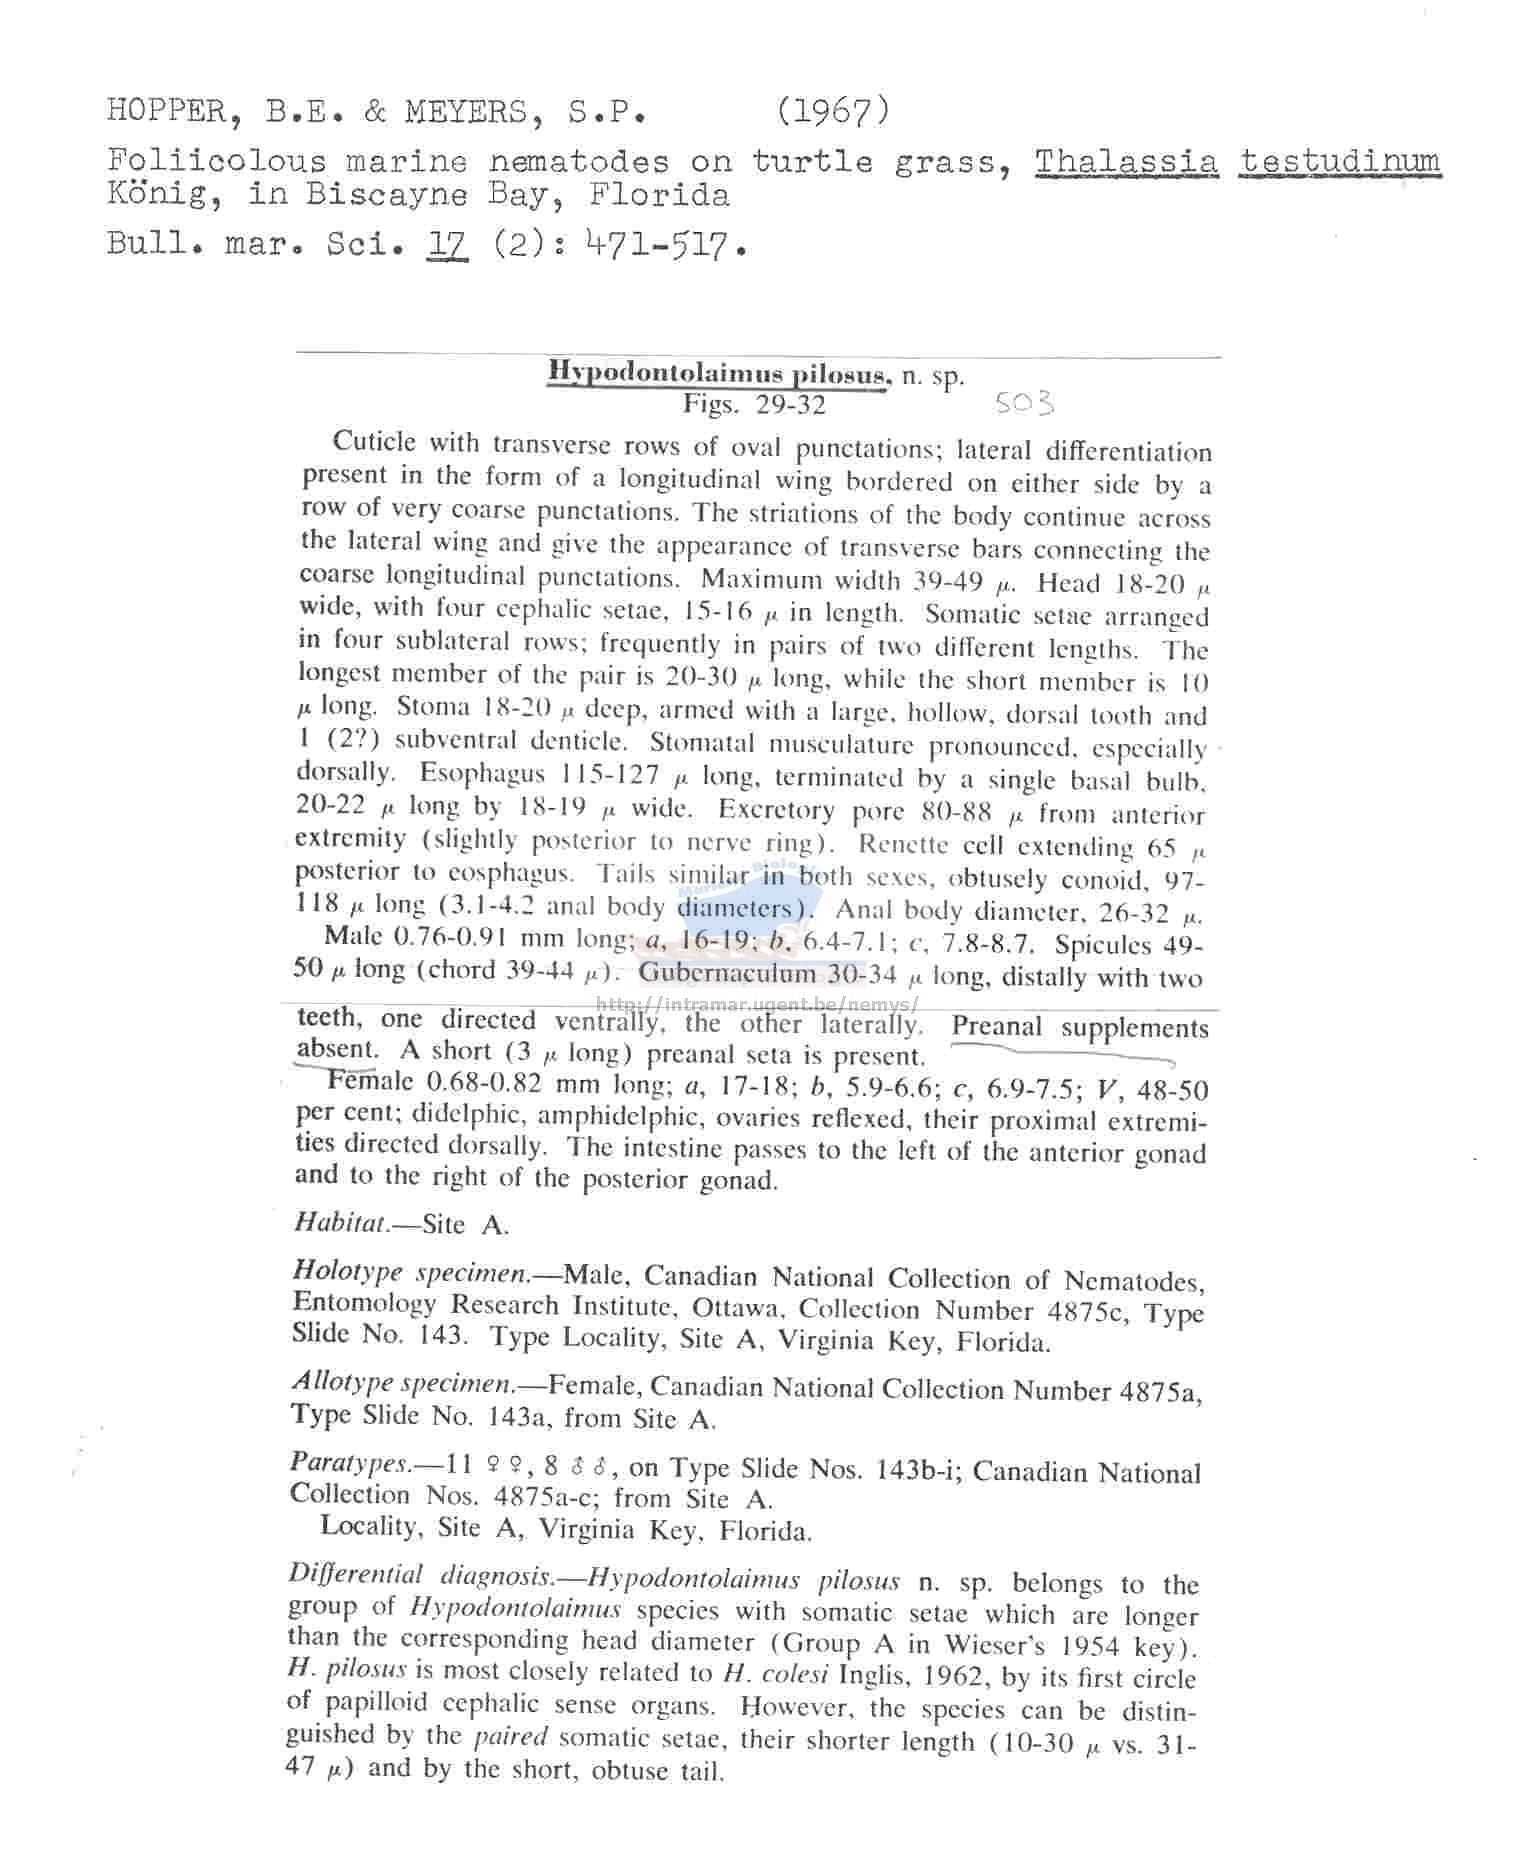 HOPPER, B.E. & MEYERS, S.P. (1967)
Foliicolous marine nematodes on turtle grass, Thalassia testudinum
König, in Biscayne Bay, Florida
Bull. mar. Sci. 17 (2): 471-517.
Hypodontolaimus pilosus, n. sp.
Figs. 29-32 503
Cuticle with transverse rows of oval punctations; lateral differentiation
present in the form of a longitudinal wing bordered on either side by a
row of very coarse punctations. The striations of the body continue across
the lateral wing and give the appearance of transverse bars connecting the
coarse longitudinal punctations. Maximum width 39-49 μ. Head 18-20 μ
wide, with four cephalic setae, 15-16 μ in length. Somatic setae arranged
in four sublateral rows; frequently in pairs of two different lengths. The
longest member of the pair is 20-30 μ long, while the short member is 10
μ long. Stoma 18-20 μ deep, armed with a large, hollow, dorsal tooth and
1 (2?) subventral denticle. Stomatal musculature pronounced, especially
dorsally. Esophagus 115-127 μ long, terminated by a single basal bulb,
20-22 μ long by 18-19 μ wide. Excretory pore 80-88 μ from anterior
extremity (slightly posterior to nerve ring). Renette cell extending 65 μ
posterior to eosphagus. Tails similar in both sexes, obtusely conoid, 97-
118 μ long (3.1-4.2 anal body diameters). Anal body diameter, 26-32 μ.
Male 0.76-0.91 mm long; a, 16-19; b, 6.4-7.1; c, 7.8-8.7. Spicules 49-
50 μ long (chord 39-44 μ). Gubernaculum 30-34 μ long, distally with two
http://intramar.ugent.be/nemys/
teeth, one directed ventrally, the other laterally. Preanal supplements
absent. A short (3 μ long) preanal seta is present.
Female 0.68-0.82 mm long; a, 17-18; b, 5.9-6.6; c, 6.9-7.5; V, 48-50
per cent; didelphic, amphidelphic, ovaries reflexed, their proximal extremi-
ties directed dorsally. The intestine passes to the left of the anterior gonad
and to the right of the posterior gonad.
Habitat.—Site A.
Holotype specimen.—Male, Canadian National Collection of Nematodes,
Entomology Research Institute, Ottawa, Collection Number 4875c, Type
Slide No. 143. Type Locality, Site A, Virginia Key, Florida.
Allotype specimen.—Female, Canadian National Collection Number 4875a,
Type Slide No. 143a, from Site A.
Paratypes.—11 ♀♀, 8 ♂♂, on Type Slide Nos. 143b-i; Canadian National
Collection Nos. 4875a-c; from Site A.
Locality, Site A, Virginia Key, Florida.
Differential diagnosis.—Hypodontolaimus pilosus n. sp. belongs to the
group of Hypodontolaimus species with somatic setae which are longer
than the corresponding head diameter (Group A in Wieser's 1954 key).
H. pilosus is most closely related to H. colesi Inglis, 1962, by its first circle
of papilloid cephalic sense organs. However, the species can be distin-
guished by the paired somatic setae, their shorter length (10-30 μ vs. 31-
47 μ) and by the short, obtuse tail.